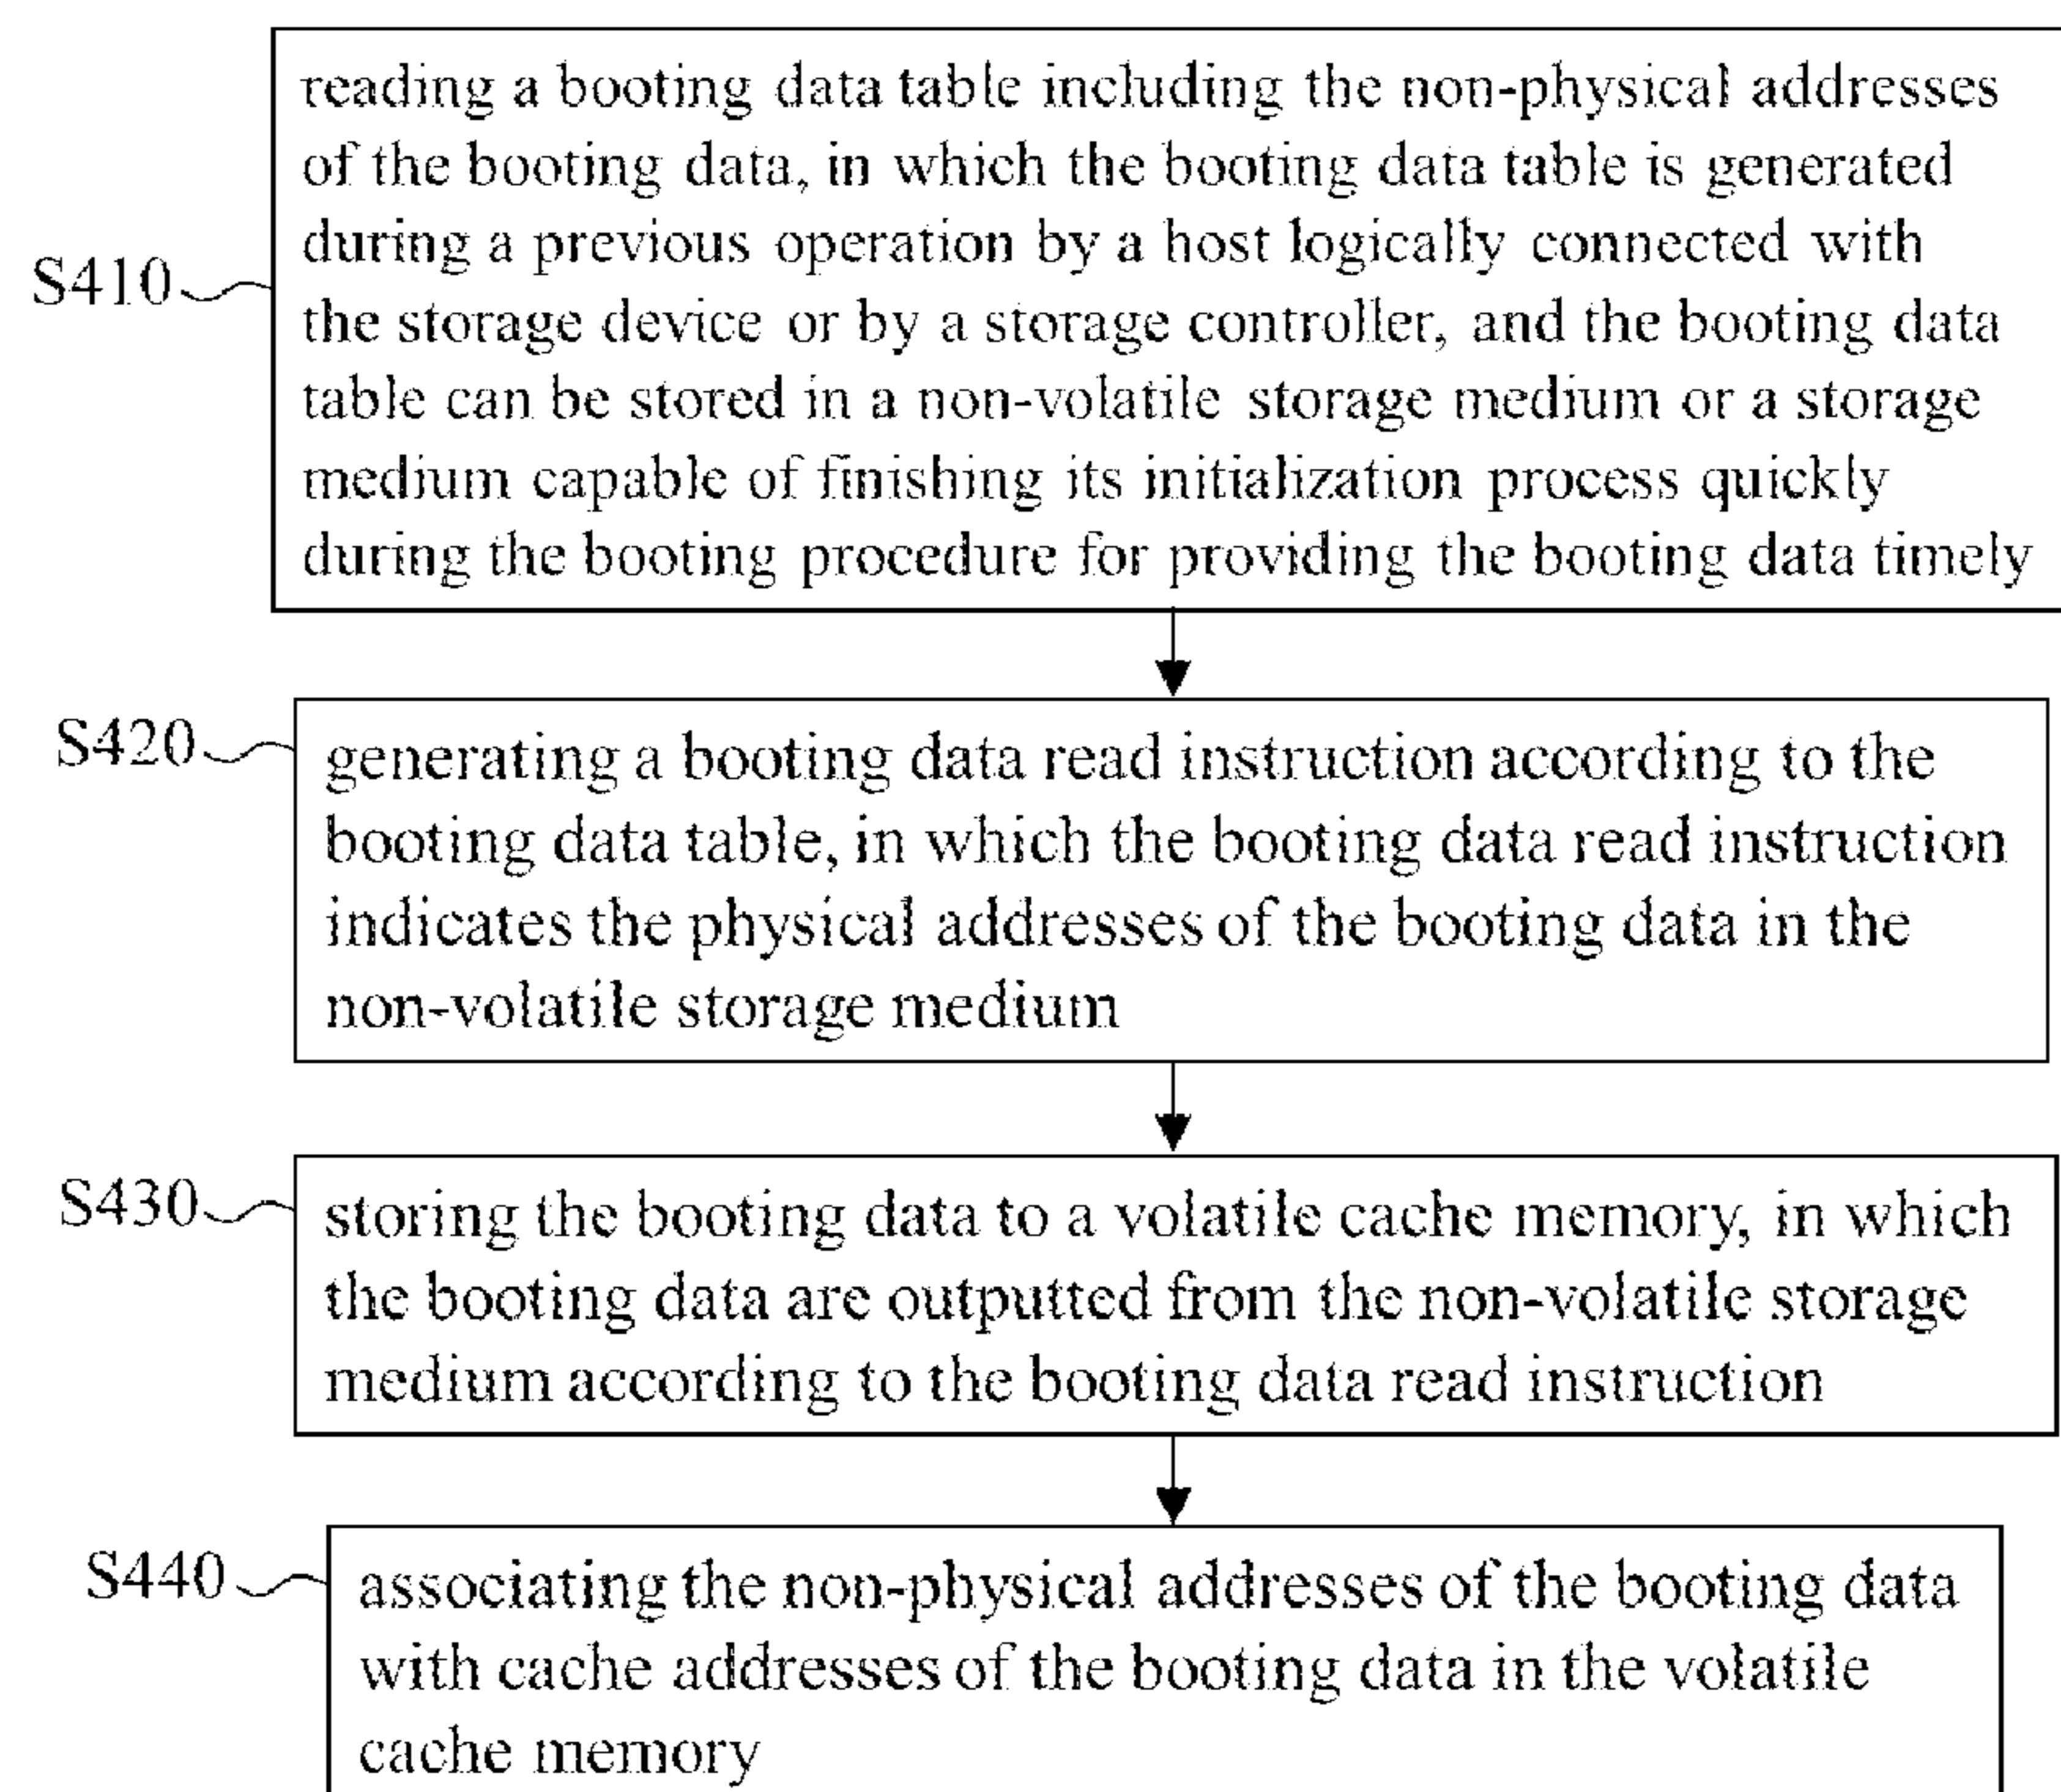 reading a booting data table including the non-physical addresses
of the booting data, in which the booting data table is generated
during a previous operation by a host logically connected with
S410
the storage device or by a storage controller, and the booting data
table can be stored in a non-volatile storage medium or a storage
medium capable of finishing its initialization process quickly
during the booting procedure for providing the booting data timely
S420
generating a booting data read instruction according to the
booting data table, in which the booting data read instruction
indicates the physical addresses of the booting data in the
non-volatile storage medium
S430
storing the booting data to a volatile cache memory, in which
the booting data are outputted from the non-volatile storage
medium according to the booting data read instruction
S440
associating the non-physical addresses of the booting data
with cache addresses of the booting data in the volatile
cache memory